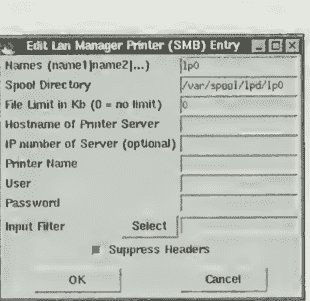 Edit Lan Manager Printer (SMB) Entry
Names (name1|name2|...) lp0
Spool Directory /var/spool/lpd/lp0
File Limit in Kb (0 = no limit) 0
Hostname of Printer Server
IP number of Server (optional)
Printer Name
User
Password
Input Filter Select
Suppress Headers
OK Cancel